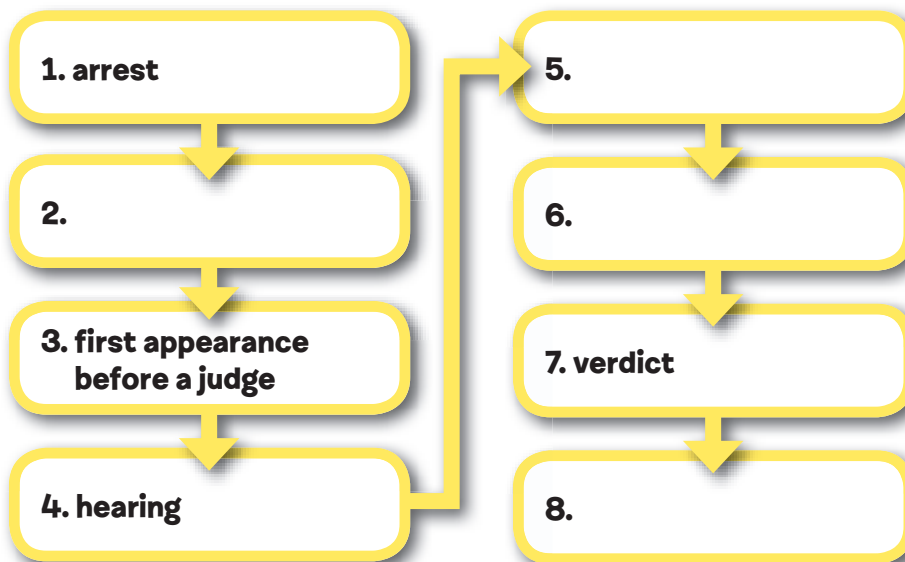 1. arrest
2.
3. first appearance
before a judge
4. hearing
5.
6.
7. verdict
8.